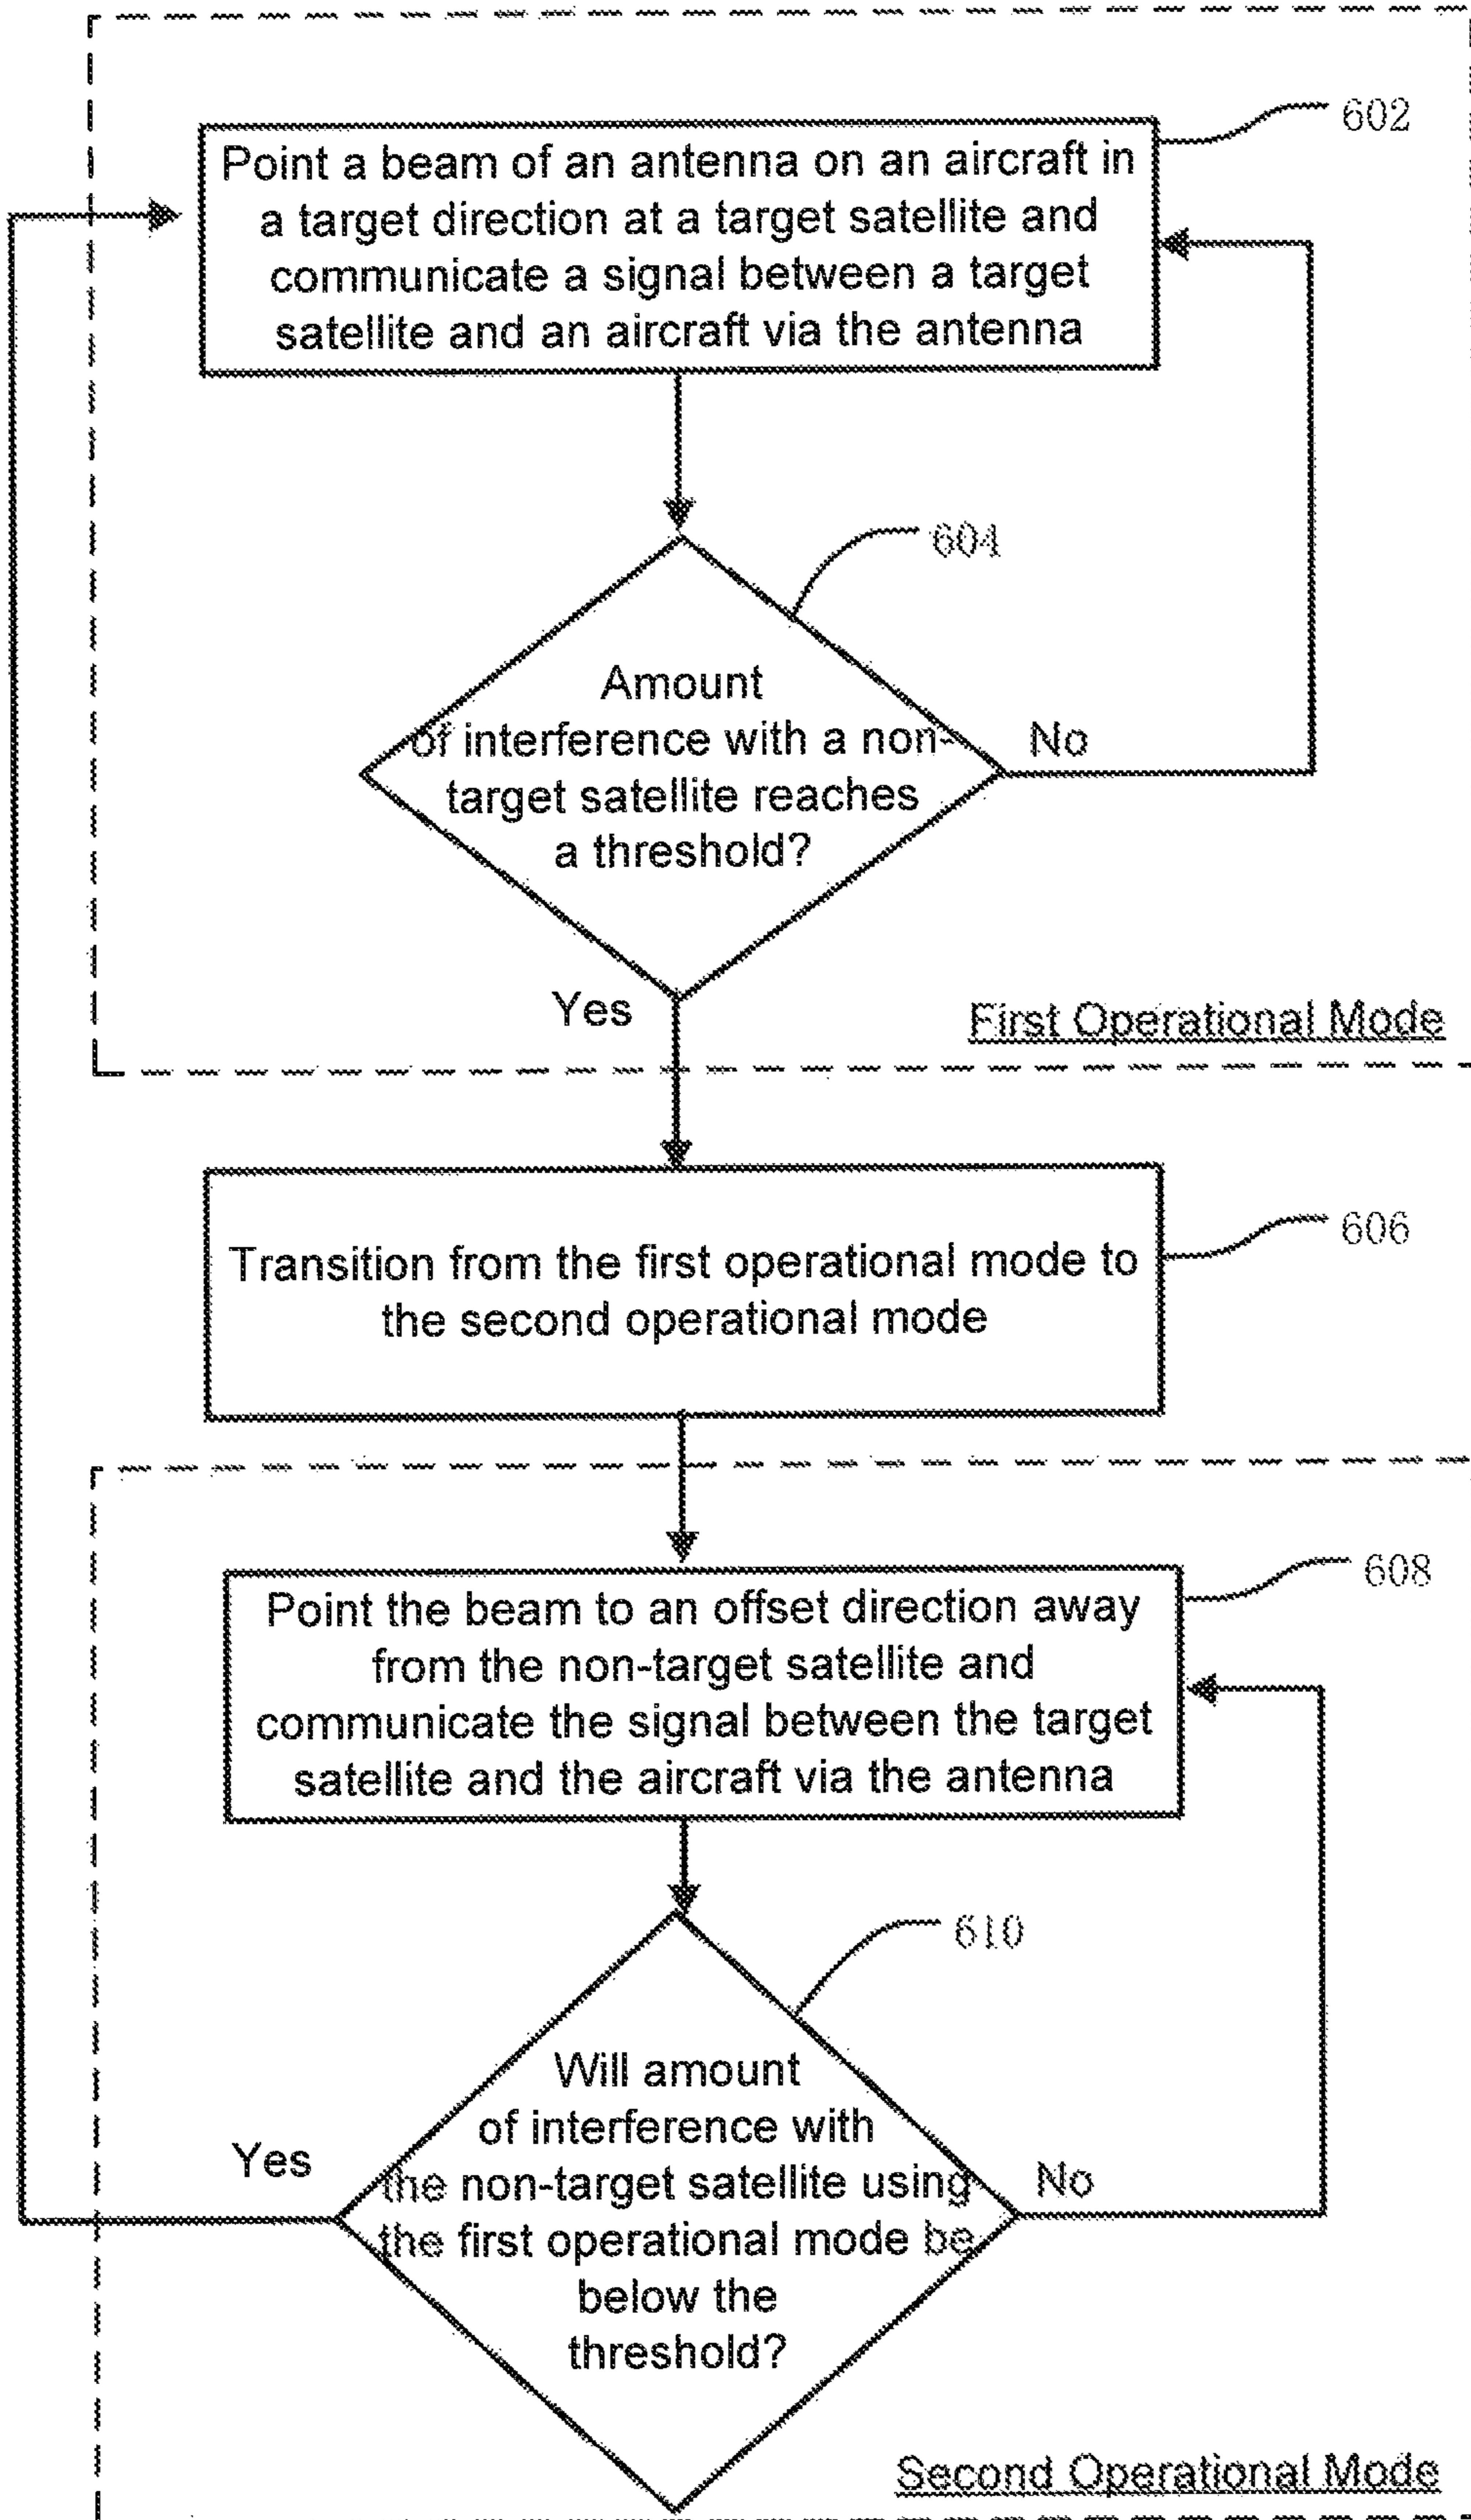 602
Point a beam of an antenna on an aircraft in
a target direction at a target satellite and
communicate a signal between a target
satellite and an aircraft via the antenna
604
Amount
of interference with a non-
target satellite reaches
a threshold?
No
Yes
First Operational Mode
606
Transition from the first operational mode to
the second operational mode
608
Point the beam to an offset direction away
from the non-target satellite and
communicate the signal between the target
satellite and the aircraft via the antenna
610
Will amount
of interference with
the non-target satellite using
the first operational mode be
below the
threshold?
Yes
No
Second Operational Mode